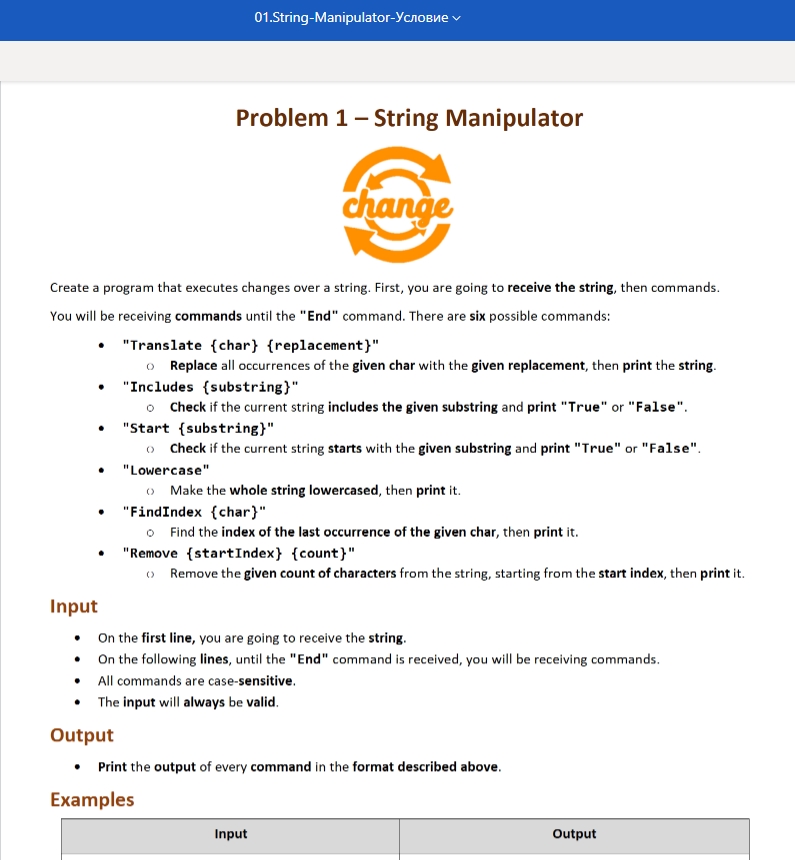 01.String-Manipulator-Условие
Problem 1 – String Manipulator
change
Create a program that executes changes over a string. First, you are going to receive the string, then commands.
You will be receiving commands until the "End" command. There are six possible commands:
• "Translate {char} {replacement}"
○ Replace all occurrences of the given char with the given replacement, then print the string.
• "Includes {substring}"
○ Check if the current string includes the given substring and print "True" or "False".
• "Start {substring}"
○ Check if the current string starts with the given substring and print "True" or "False".
• "Lowercase"
○ Make the whole string lowercased, then print it.
• "FindIndex {char}"
○ Find the index of the last occurrence of the given char, then print it.
• "Remove {startIndex} {count}"
○ Remove the given count of characters from the string, starting from the start index, then print it.
Input
• On the first line, you are going to receive the string.
• On the following lines, until the "End" command is received, you will be receiving commands.
• All commands are case-sensitive.
• The input will always be valid.
Output
• Print the output of every command in the format described above.
Examples
Input Output